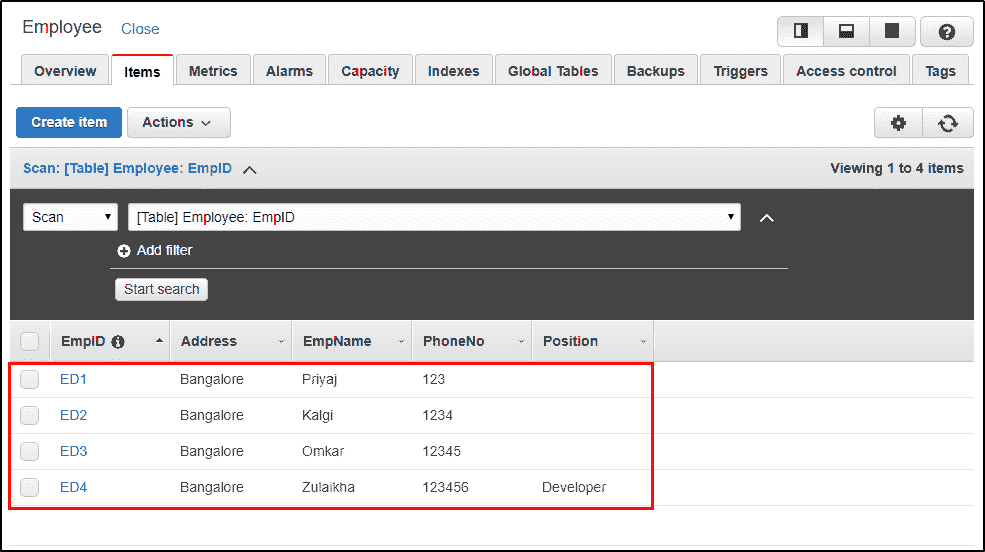 Employee Close
Overview Items Metrics Alarms Capacity Indexes Global Tables Backups Triggers Access control Tags
Create item Actions
Scan: [Table] Employee: EmpID Viewing 1 to 4 items
Scan [Table] Employee: EmpID
Add filter
Start search
EmpID Address EmpName PhoneNo Position
ED1 Bangalore Priyaj 123
ED2 Bangalore Kalgi 1234
ED3 Bangalore Omkar 12345
ED4 Bangalore Zulaikha 123456 Developer